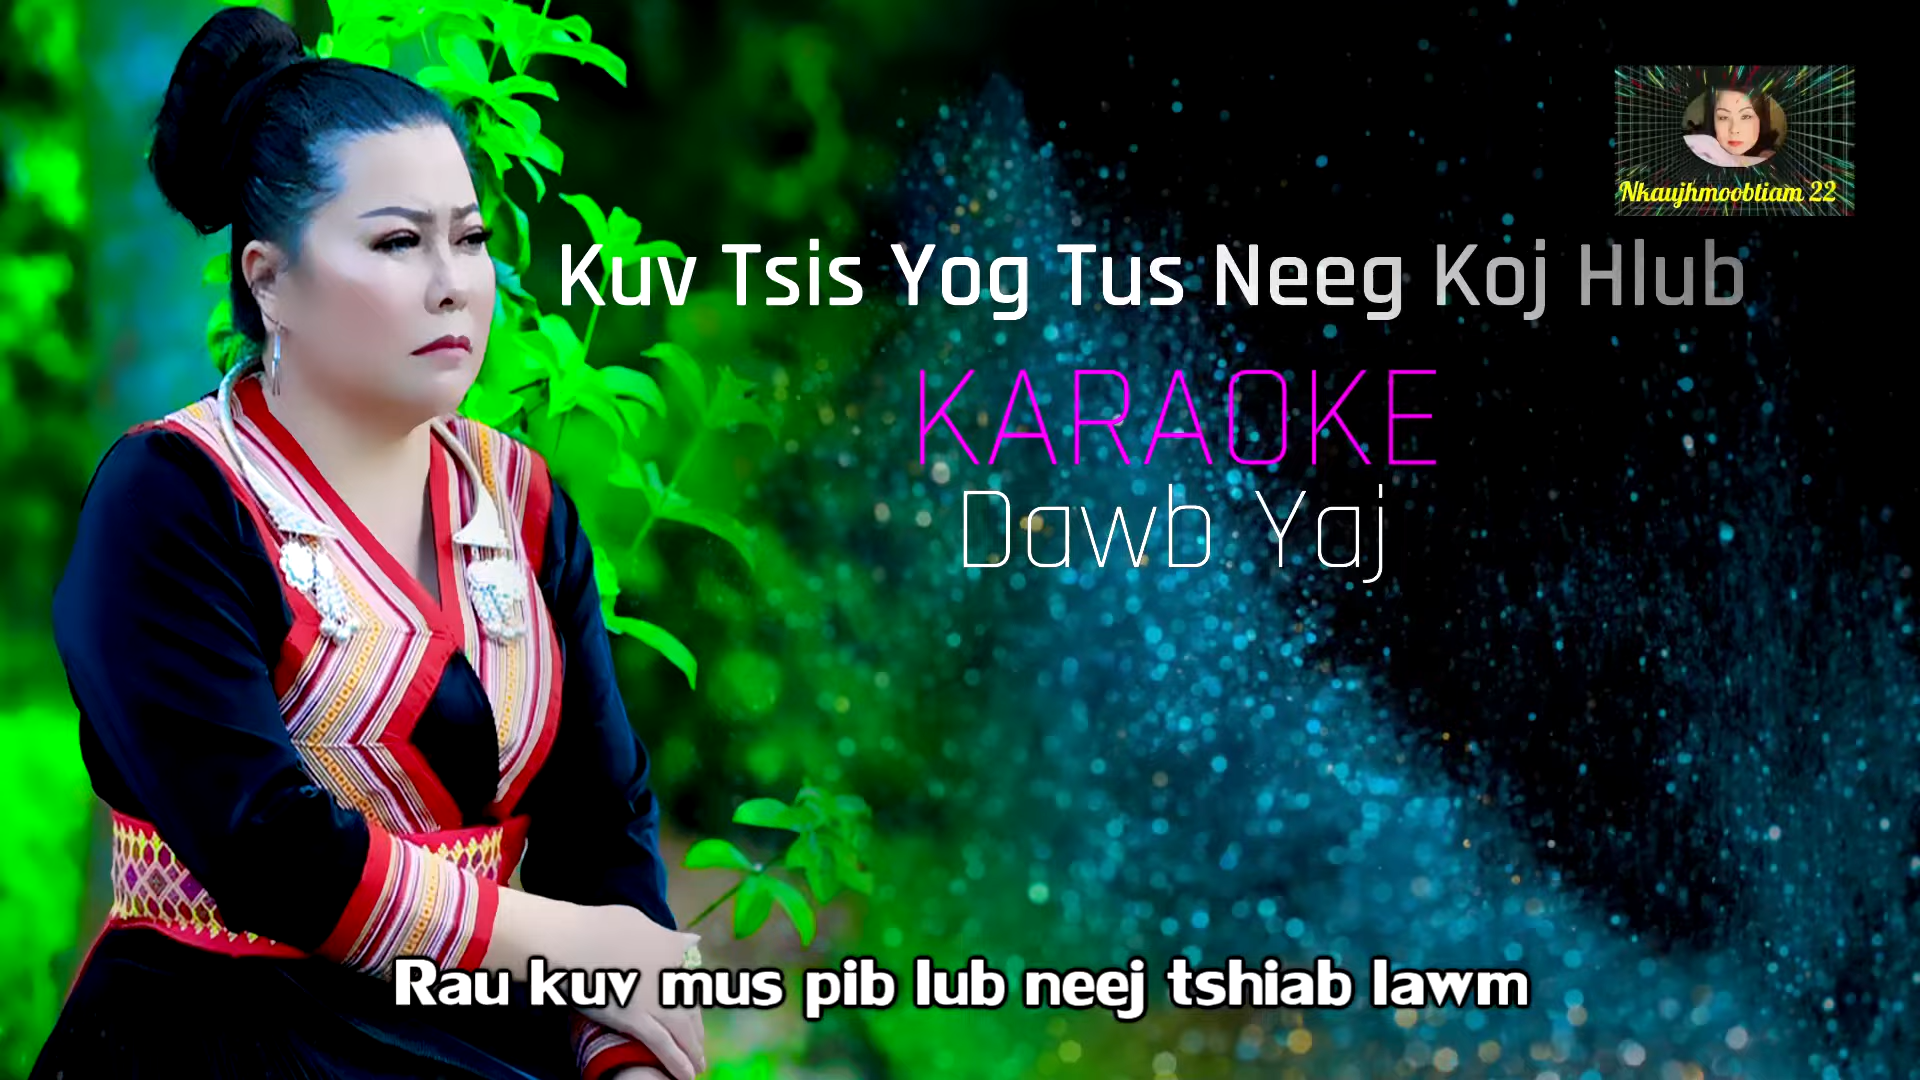 Nkaujhmoobtiam 22
Kuv Tsis Yog Tus Neeg Koj Hlub
KARAOKE
Dawb Yaj
Rau kuv mus pib lub neej tshiab lawm